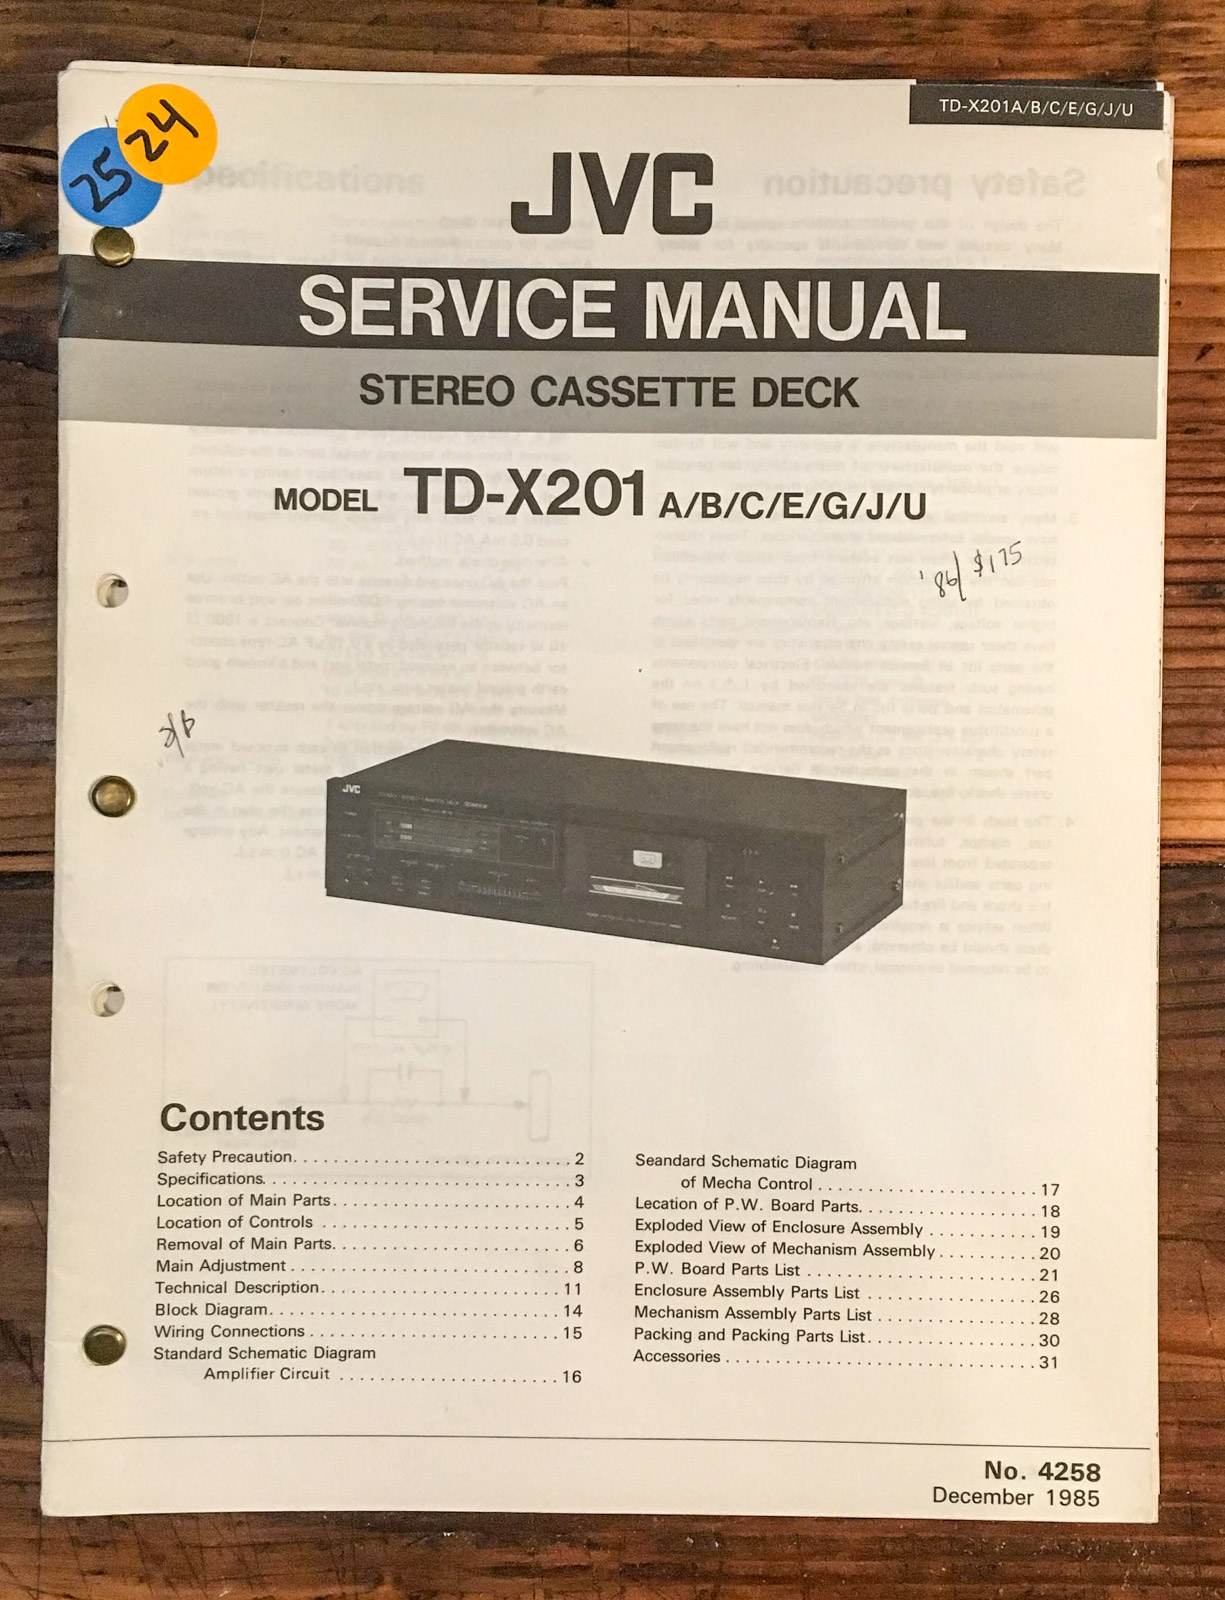 TD-X201A/B/C/E/G/J/U
24
25
JVC
SERVICE MANUAL
STEREO CASSETTE DECK
MODEL TD-X201 A/B/C/E/G/J/U
'86/ $175
JVC
Contents
Safety Precaution. . . . . . . . . . . . . . . . . . . . . . . . . . . . 2
Specifications. . . . . . . . . . . . . . . . . . . . . . . . . . . . . . . 3
Location of Main Parts . . . . . . . . . . . . . . . . . . . . . . . . 4
Location of Controls . . . . . . . . . . . . . . . . . . . . . . . . . . 5
Removal of Main Parts. . . . . . . . . . . . . . . . . . . . . . . . 6
Main Adjustment . . . . . . . . . . . . . . . . . . . . . . . . . . . . 8
Technical Description. . . . . . . . . . . . . . . . . . . . . . . . . 11
Block Diagram. . . . . . . . . . . . . . . . . . . . . . . . . . . . . . 14
Wiring Connections . . . . . . . . . . . . . . . . . . . . . . . . . . 15
Standard Schematic Diagram
Amplifier Circuit . . . . . . . . . . . . . . . . . . . . . . 16
Seandard Schematic Diagram
of Mecha Control . . . . . . . . . . . . . . . . . . . . . . . 17
Lecation of P.W. Board Parts. . . . . . . . . . . . . . . . . . 18
Exploded View of Enclosure Assembly . . . . . . . . . . . 19
Exploded View of Mechanism Assembly . . . . . . . . . . 20
P.W. Board Parts List . . . . . . . . . . . . . . . . . . . . . . . 21
Enclosure Assembly Parts List . . . . . . . . . . . . . . . . . 26
Mechanism Assembly Parts List . . . . . . . . . . . . . . . . 28
Packing and Packing Parts List . . . . . . . . . . . . . . . . . 30
Accessories . . . . . . . . . . . . . . . . . . . . . . . . . . . . . . . 31
No. 4258
December 1985